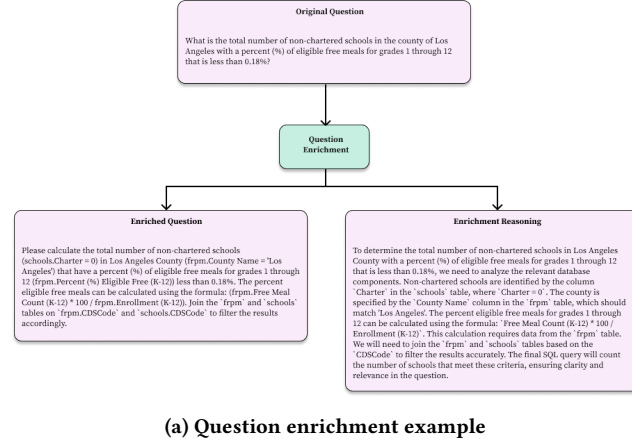 Original Question
What is the total number of non-chartered schools in the county of Los
Angeles with a percent (%) of eligible free meals for grades 1 through 12
that is less than 0.18%?
Question
Enrichment
Enriched Question
Please calculate the total number of non-chartered schools
(schools.Charter = 0) in Los Angeles County (frpm.County Name = 'Los
Angeles') that have a percent (%) of eligible free meals for grades 1 through
12 (frpm.Percent (%) Eligible Free (K-12)) less than 0.18%. The percent
eligible free meals can be calculated using the formula: (frpm.Free Meal
Count (K-12) * 100 / frpm.Enrollment (K-12)). Join the `frpm` and `schools`
tables on `frpm.CDSCode` and `schools.CDSCode` to filter the results
accordingly.
Enrichment Reasoning
To determine the total number of non-chartered schools in Los Angeles
County with a percent (%) of eligible free meals for grades 1 through 12
that is less than 0.18%, we need to analyze the relevant database
components. Non-chartered schools are identified by the column
`Charter` in the `schools` table, where `Charter = 0`. The county is
specified by the `County Name` column in the `frpm` table, which should
match 'Los Angeles'. The percent eligible free meals for grades 1 through
12 can be calculated using the formula: `Free Meal Count (K-12) * 100 /
Enrollment (K-12)`. This calculation requires data from the `frpm` table.
We will need to join the `frpm` and `schools` tables based on the
`CDSCode` to filter the results accurately. The final SQL query will count
the number of schools that meet these criteria, ensuring clarity and
relevance in the question.
(a) Question enrichment example